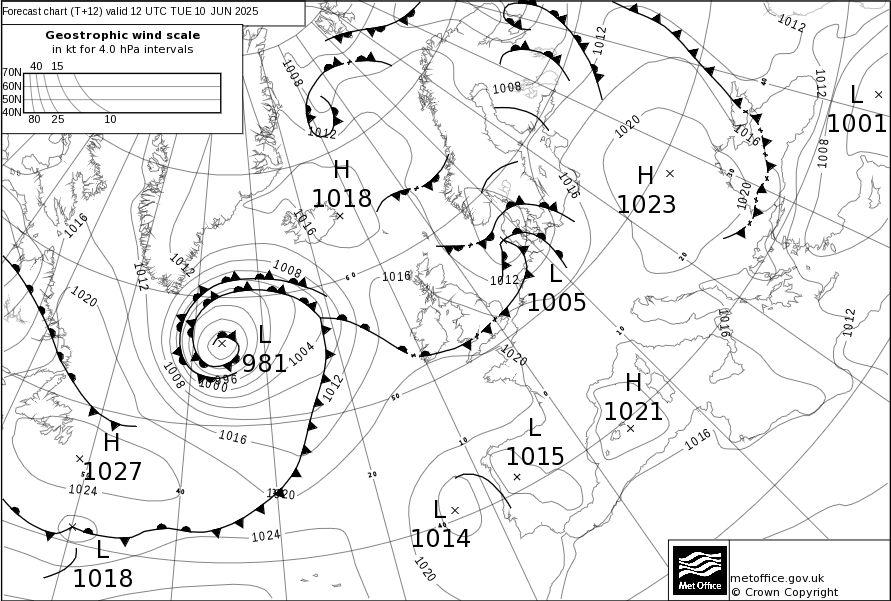 Forecast chart (T+12) valid 12 UTC TUE 10 JUN 2025
Geostrophic wind scale
in kt for 4.0 hPa intervals
40 15
70N
60N
50N
40N
80 25 10
1008
1012
1008
1012
1012
1012
L
1001
1020
1016
1008
H
1018
1016
H
1023
1020
30
1016
1016
1012
1012
1008
60
1016
1012
L
1005
20
1020
L
981
1004
996
1000
1008
1012
1020
10
1016
1012
H
1021
0
50
H
1027
1024
1016
40
1020
20
10
L
1015
1016
L
1014
40
1024
L
1018
1020
Met Office
metoffice.gov.uk
© Crown Copyright